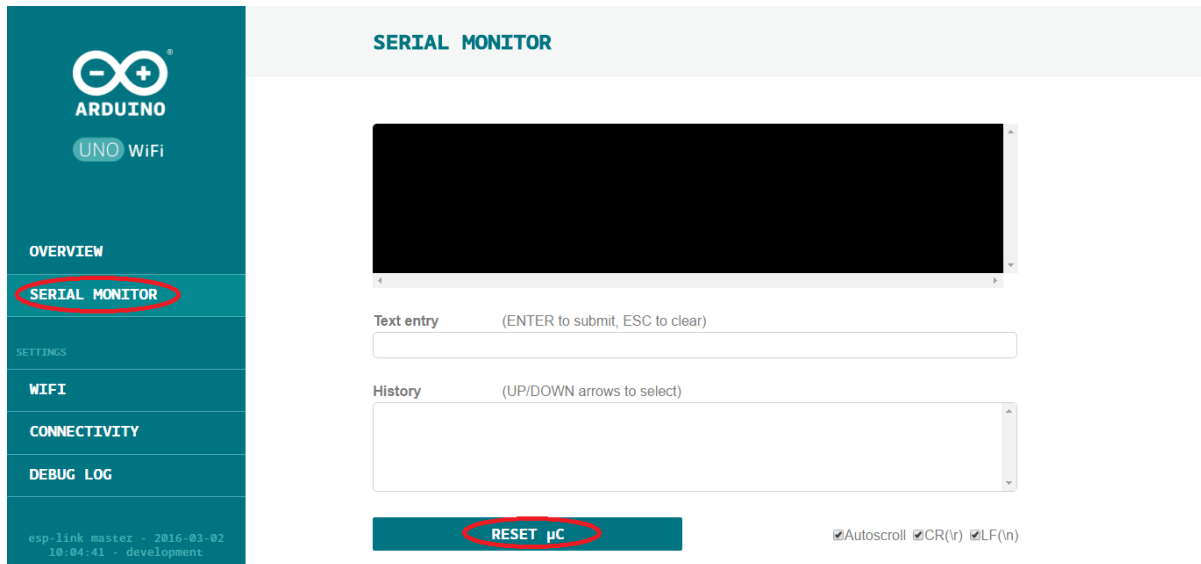 ®
ARDUINO
UNO WiFi
OVERVIEW
SERIAL MONITOR
SETTINGS
WIFI
CONNECTIVITY
DEBUG LOG
esp-link master - 2016-03-02
10:04:41 - development
SERIAL MONITOR
Text entry (ENTER to submit, ESC to clear)
History (UP/DOWN arrows to select)
RESET µC
Autoscroll CR(\r) LF(\n)